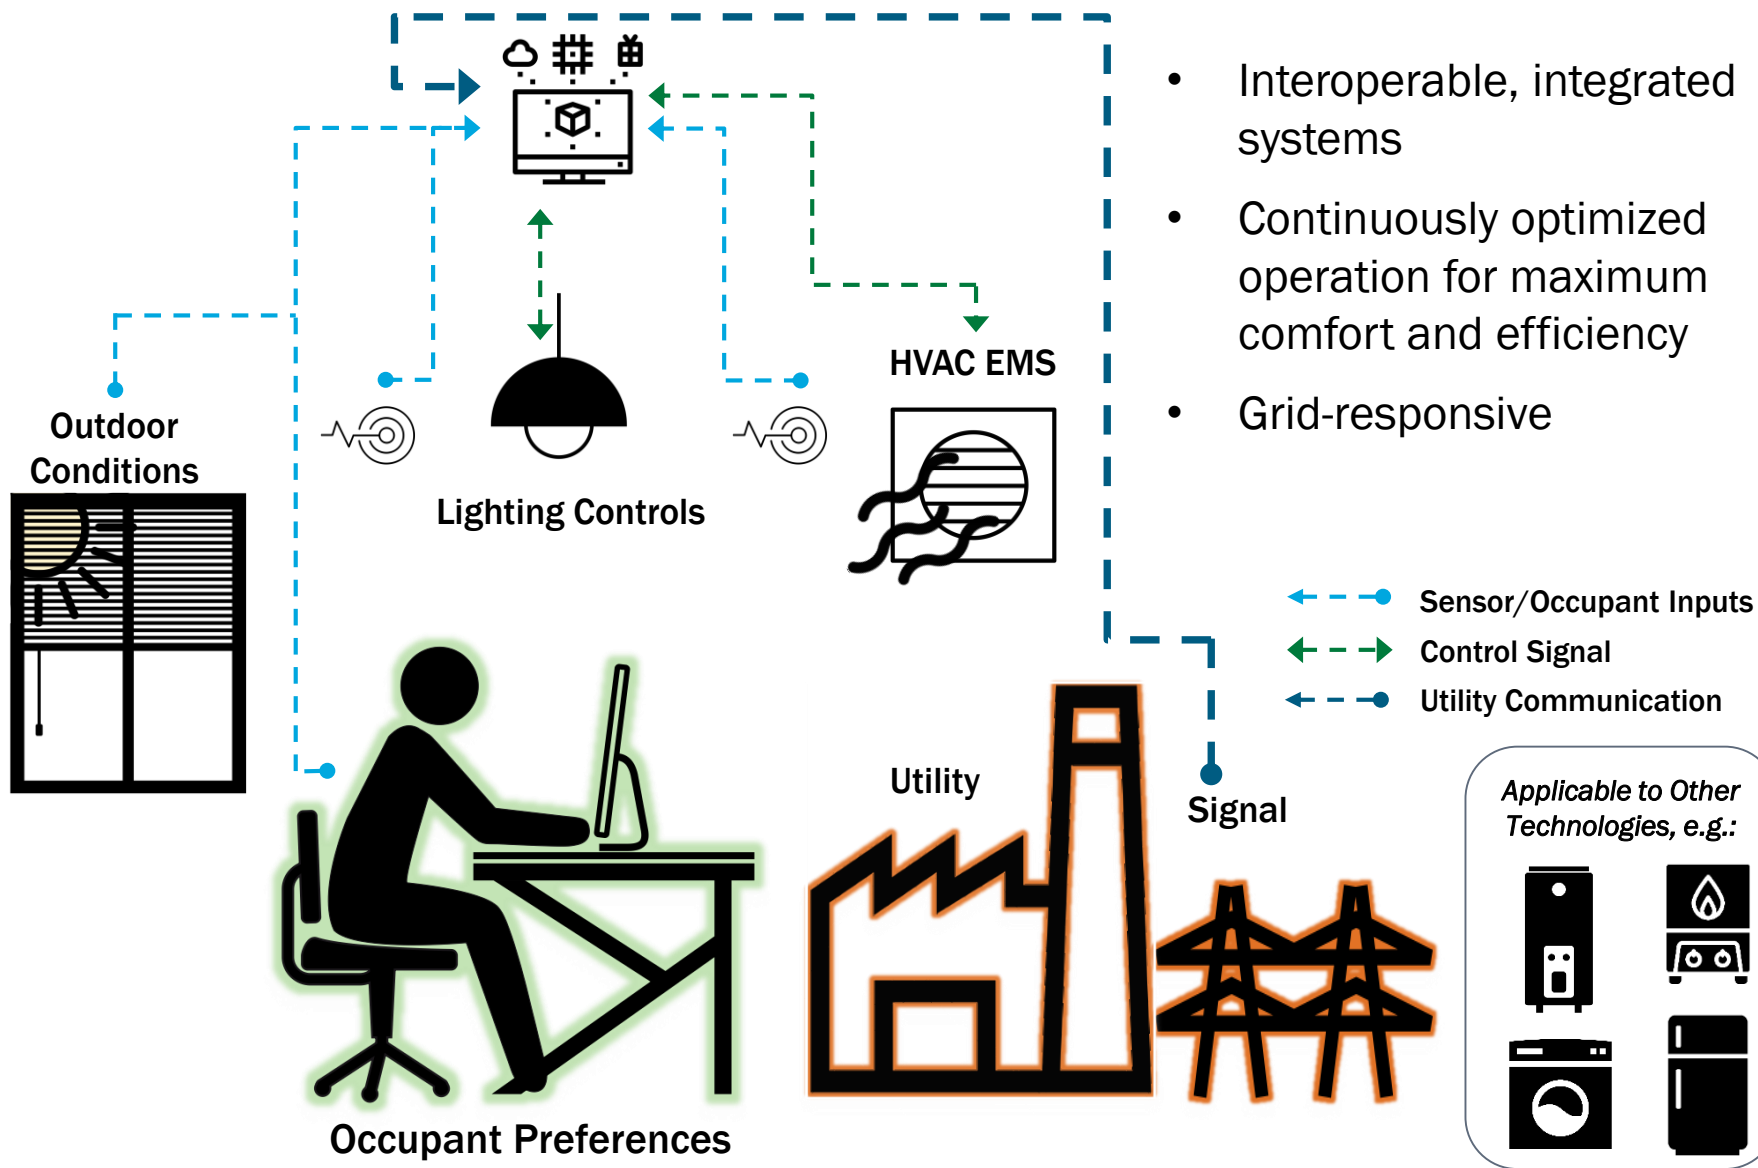 • Interoperable, integrated
systems
• Continuously optimized
operation for maximum
comfort and efficiency
• Grid-responsive
HVAC EMS
Outdoor
Conditions
Lighting Controls
Sensor/Occupant Inputs
Control Signal
Utility Communication
Utility
Signal
Applicable to Other
Technologies, e.g.:
Occupant Preferences